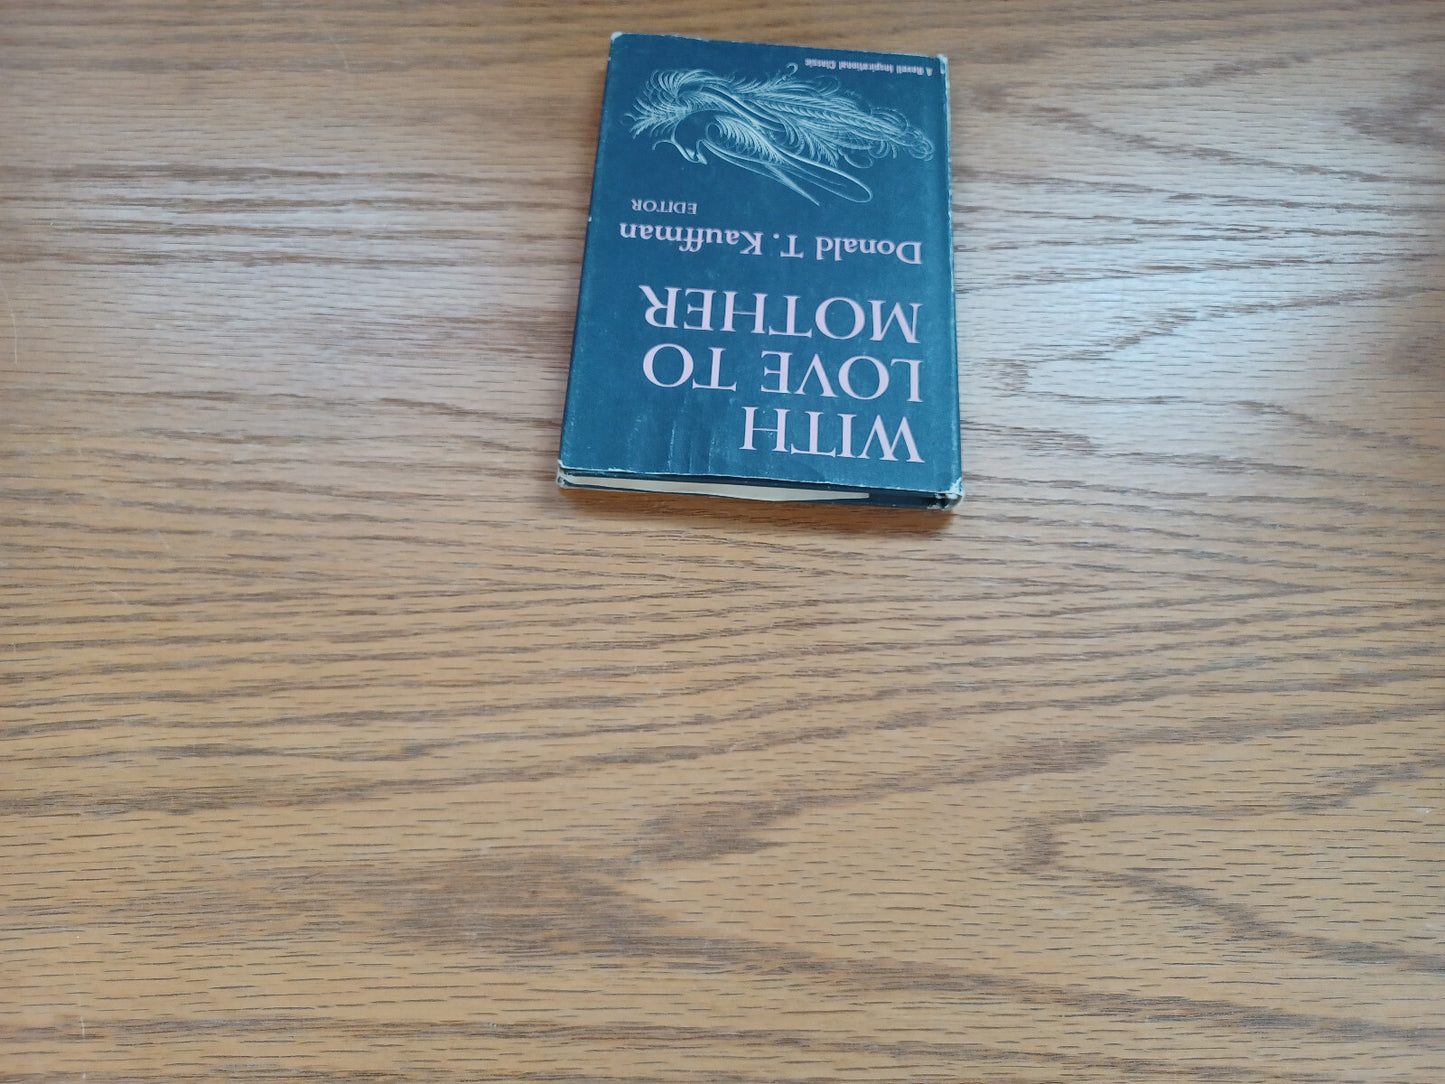 WITH
LOVE TO
MOTHER
Donald T. Kauffman
EDITOR
A Revell Inspirational Classic